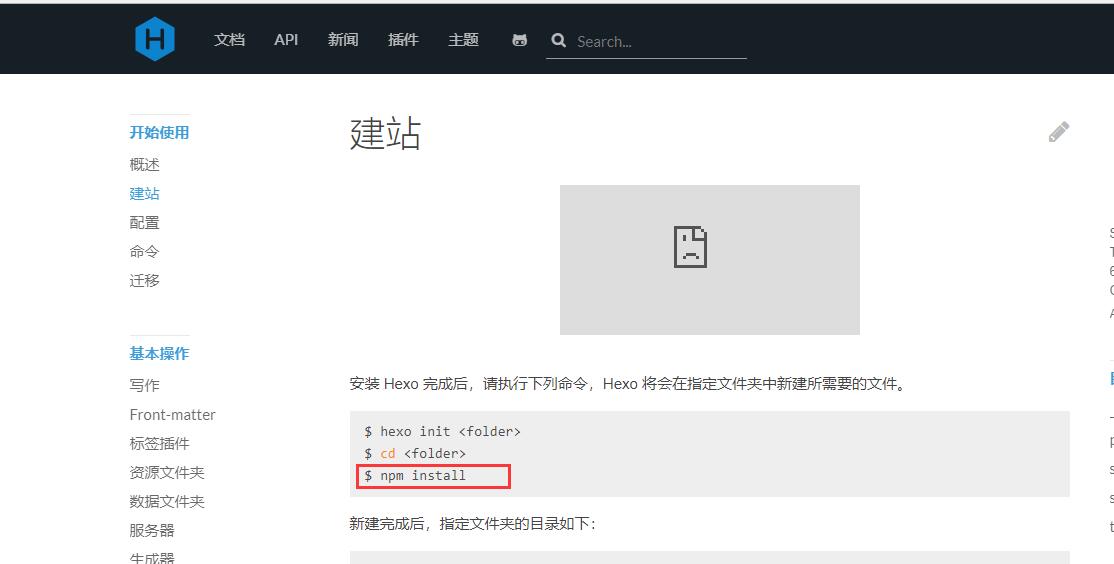 文档 API 新闻 插件 主题 Search...
开始使用
概述
建站
配置
命令
迁移
基本操作
写作
Front-matter
标签插件
资源文件夹
数据文件夹
服务器
生成器
建站
安装 Hexo 完成后，请执行下列命令，Hexo 将会在指定文件夹中新建所需要的文件。
$ hexo init <folder>
$ cd <folder>
$ npm install
新建完成后，指定文件夹的目录如下：